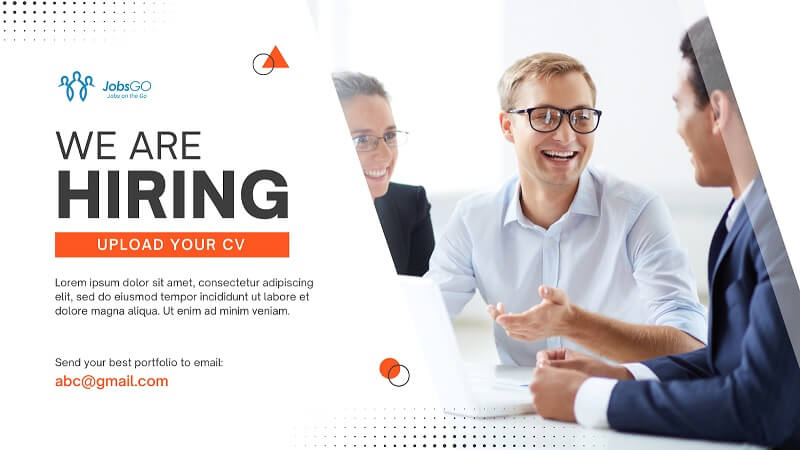 JobsGO
Jobs on the Go
WE ARE
HIRING
UPLOAD YOUR CV
Lorem ipsum dolor sit amet, consectetur adipiscing
elit, sed do eiusmod tempor incididunt ut labore et
dolore magna aliqua. Ut enim ad minim veniam.
Send your best portfolio to email:
abc@gmail.com